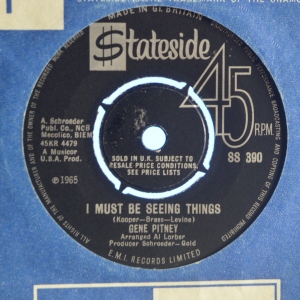 MADE IN GT. BRITAIN
Stateside
45
RPM
A. Schroeder
Publ. Co., NCB
Mecolico, BIEM
45KR 4479
A Musicor
U.S.A. Prod.
SOLD IN U.K. SUBJECT TO
RESALE PRICE CONDITIONS,
SEE PRICE LISTS
SS 390
℗1965
I MUST BE SEEING THINGS
(Kooper-Brass-Levine)
GENE PITNEY
Arranged Al Lorber
Producer Schroeder-Gold
E.M.I. RECORDS LIMITED